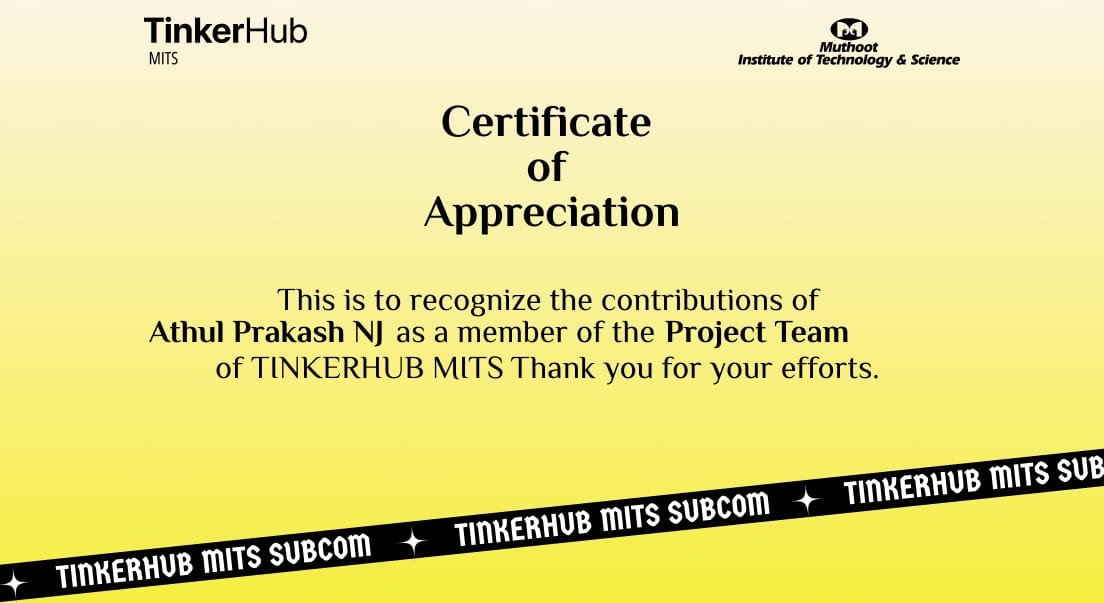 TinkerHub
MITS
Muthoot
Institute of Technology & Science
Certificate
of
Appreciation
This is to recognize the contributions of
Athul Prakash NJ as a member of the Project Team
of TINKERHUB MITS Thank you for your efforts.
TINKERHUB MITS SUBCOM TINKERHUB MITS SUBCOM TINKERHUB MITS SUB